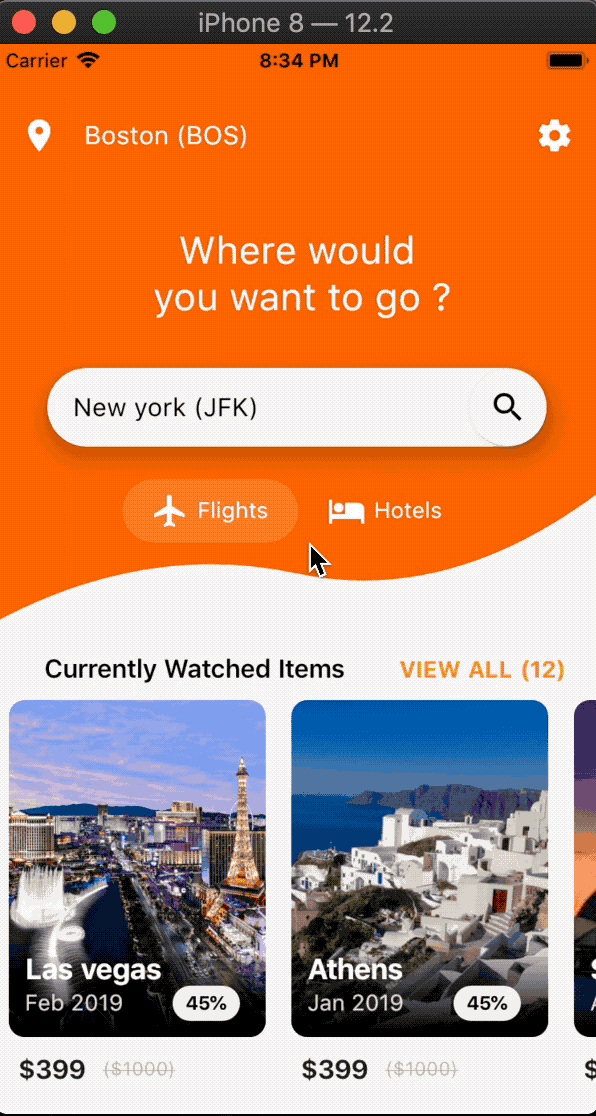 iPhone 8 — 12.2
Carrier 8:34 PM
Boston (BOS)
Where would
you want to go ?
New york (JFK)
Flights Hotels
Currently Watched Items VIEW ALL (12)
Las vegas Athens
Feb 2019 45% Jan 2019 45%
$399 ($1000) $399 ($1000)